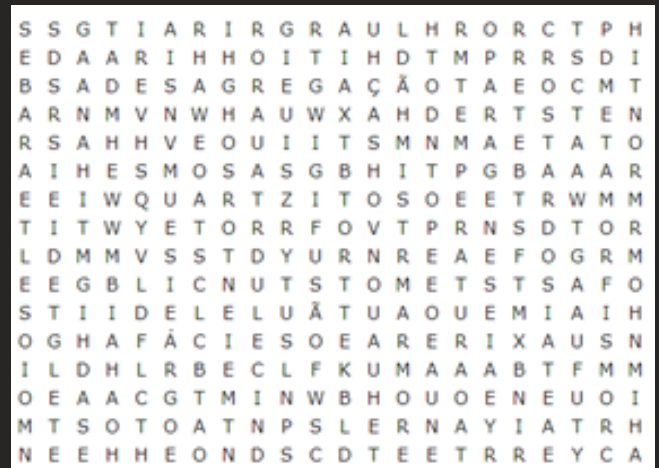 S S G T I A R I R G R A U L H R O R C T P H
E D A A R I H H O I T I H D T M P R R S D I
B S A D E S A G R E G A Ç Ã O T A E O C M T
A R N M V N W H A U W X A H D E R T S T E N
R S A H H V E O U I I T S M N M A E T A T O
A I H E S M O S A S G B H I T P G B A A A R
E E I W Q U A R T Z I T O S O E E T R W M M
T I T W Y E T O R R F O V T P R N S D T O R
L D M M V S S T D Y U R N R E A E F O G R M
E E G B L I C N U T S T O M E T S T S A F O
S T I I D E L E L U Ã T U A O U E M I A I H
O G H A F Á C I E S O E A R E R I X A U S N
I L D H L R B E C L F K U M A A A B T F M M
O E A A C G T M I N W B H O U O E N E U O I
M T S O T O A T N P S L E R N A Y I A T R H
N E E H H E O N D S C D T E E T R R E Y C A